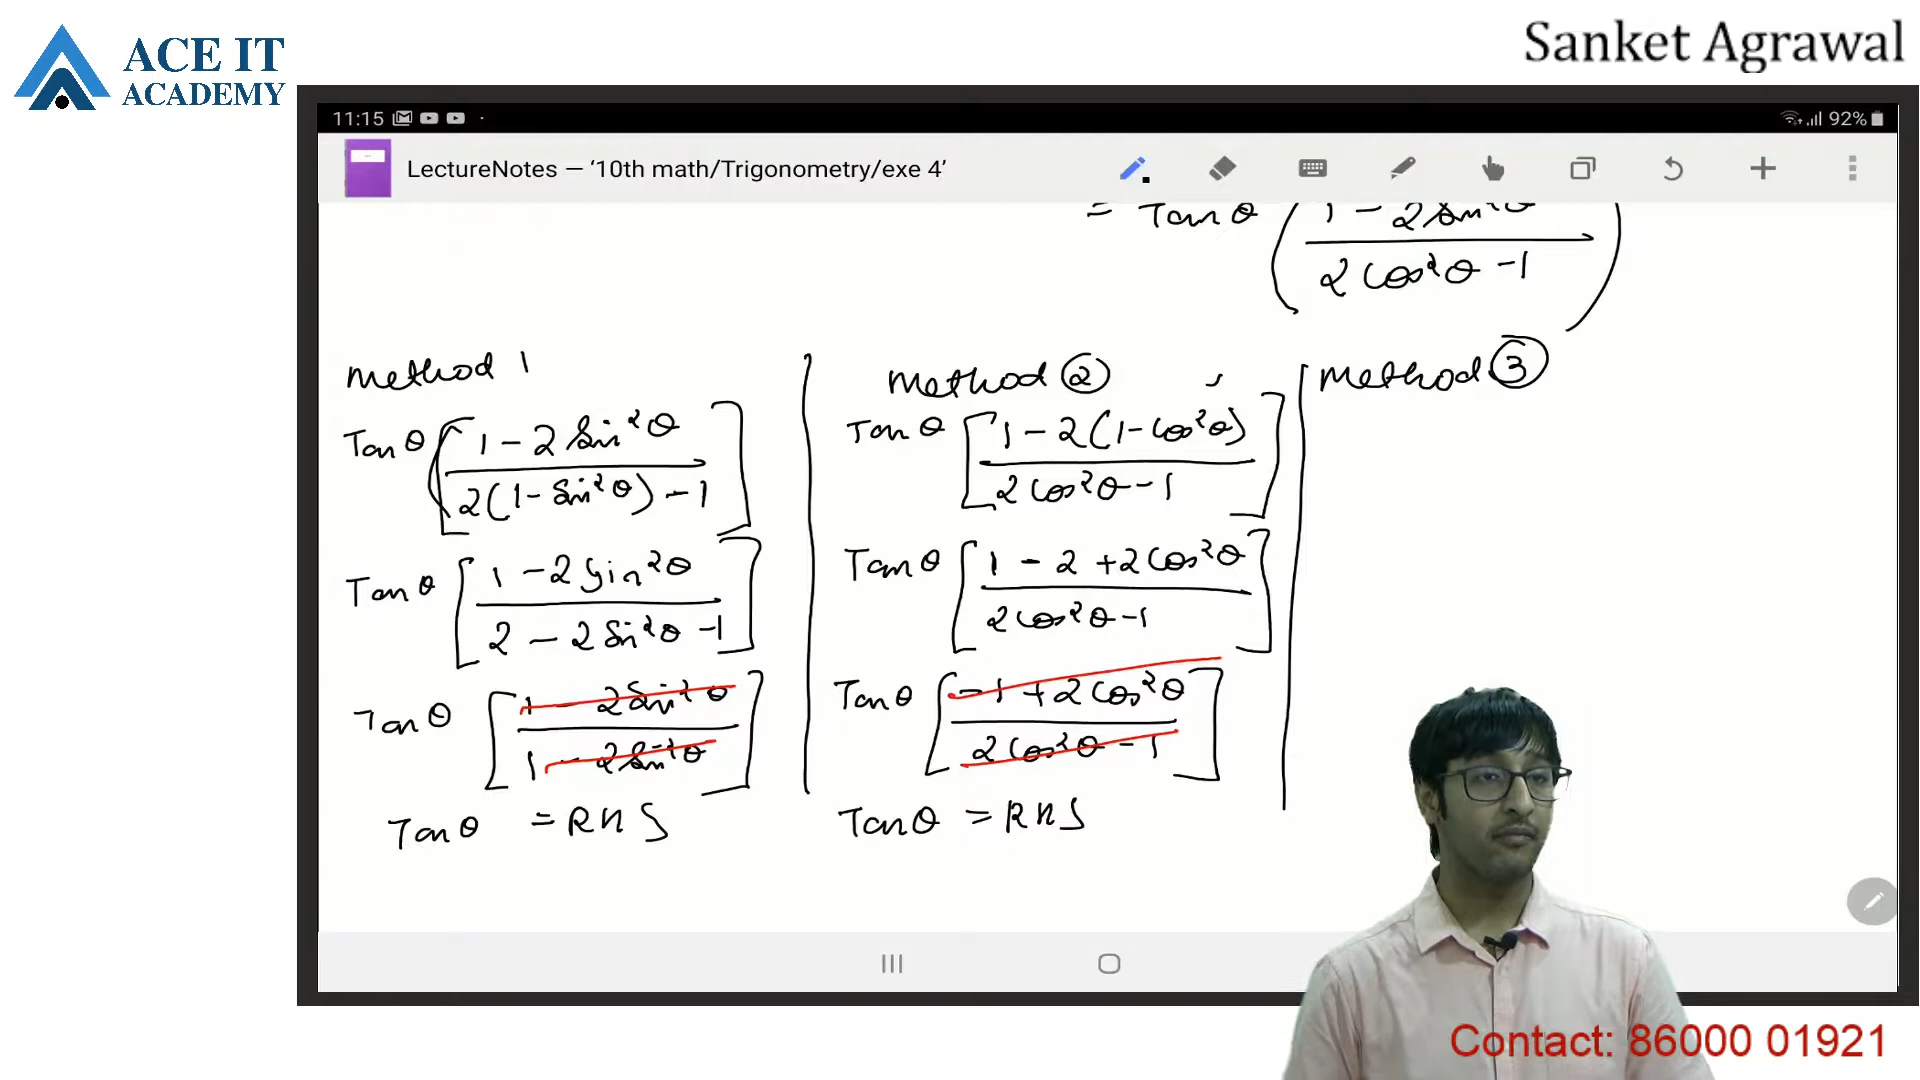 ACE IT
ACADEMY
Sanket Agrawal
11:15
92%
LectureNotes — ‘10th math/Trigonometry/exe 4’
= Tan θ ( 1 - 2 Sin²θ / 2 Cos²θ - 1 )
Method 1
Tan θ [ 1 - 2 Sin²θ / 2(1 - Sin²θ) - 1 ]
Tan θ [ 1 - 2 Sin²θ / 2 - 2 Sin²θ - 1 ]
Tan θ [ 1 - 2 Sin²θ / 1 - 2 Sin²θ ]
Tan θ = RHS
Method 2
Tan θ [ 1 - 2(1 - Cos²θ) / 2 Cos²θ - 1 ]
Tan θ [ 1 - 2 + 2 Cos²θ / 2 Cos²θ - 1 ]
Tan θ [ -1 + 2 Cos²θ / 2 Cos²θ - 1 ]
Tan θ = RHS
Method 3
Contact: 86000 01921